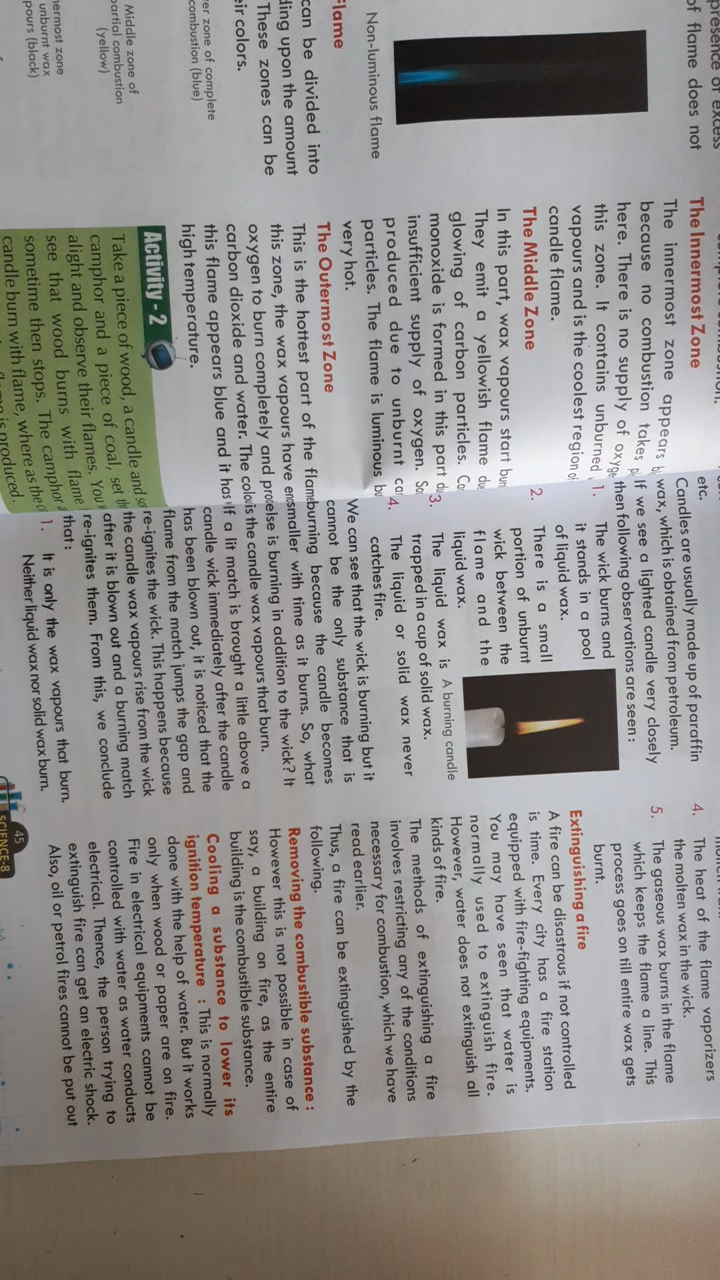 presence of excess
of flame does not
Non-luminous flame
Flame
can be divided into
ding upon the amount
These zones can be
eir colors.
er zone of complete
combustion (blue)
Middle zone of
partial combustion
(yellow)
nermost zone
unburnt wax
pours (black)
The Innermost Zone
The innermost zone appears
because no combustion takes
here. There is no supply of
this zone. It contains unburned
vapours and is the coolest region
candle flame.
The Middle Zone
In this part, wax vapours start
They emit a yellowish flame
glowing of carbon particles.
monoxide is formed in this part
insufficient supply of oxygen.
produced due to unburnt
particles. The flame is luminous
very hot.
The Outermost Zone
This is the hottest part of the
this zone, the wax vapours have
oxygen to burn completely and
carbon dioxide and water. The
this flame appears blue and it has
high temperature.
Activity - 2
Take a piece of wood, a candle and
camphor and a piece of coal, set
alight and observe their flames. You
see that wood burns with flame
sometime then stops. The camphor
candle burn with flame, where as the
is produced.
etc.
Candles are usually made up of paraffin
wax, which is obtained from petroleum.
If we see a lighted candle very closely
then following observations are seen :
1. The wick burns and
it stands in a pool
of liquid wax.
2. There is a small
portion of unburnt
wick between the
flame and the
liquid wax.
A burning candle
3. The liquid wax is
trapped in a cup of solid wax.
4. The liquid or solid wax never
catches fire.
We can see that the wick is burning but it
cannot be the only substance that is
burning because the candle becomes
smaller with time as it burns. So, what
else is burning in addition to the wick? It
is the candle wax vapours that burn.
If a lit match is brought a little above a
candle wick immediately after the candle
has been blown out, it is noticed that the
flame from the match jumps the gap and
re-ignites the wick. This happens because
the candle wax vapours rise from the wick
after it is blown out and a burning match
re-ignites them. From this, we conclude
that :
1. It is only the wax vapours that burn.
Neither liquid wax nor solid wax burn.
4. The heat of the flame vaporizers
the molten wax in the wick.
5. The gaseous wax burns in the flame
which keeps the flame a line. This
process goes on till entire wax gets
burnt.
Extinguishing a fire
A fire can be disastrous if not controlled
is time. Every city has a fire station
equipped with fire-fighting equipments.
You may have seen that water is
normally used to extinguish fire.
However, water does not extinguish all
kinds of fire.
The methods of extinguishing a fire
involves restricting any of the conditions
necessary for combustion, which we have
read earlier.
Thus, a fire can be extinguished by the
following.
Removing the combustible substance :
However this is not possible in case of
say, a building on fire, as the entire
building is the combustible substance.
Cooling a substance to lower its
ignition temperature : This is normally
done with the help of water. But it works
only when wood or paper are on fire.
Fire in electrical equipments cannot be
controlled with water as water conducts
electrical. Thence, the person trying to
extinguish fire can get an electric shock.
Also, oil or petrol fires cannot be put out
45
SCIENCE-8